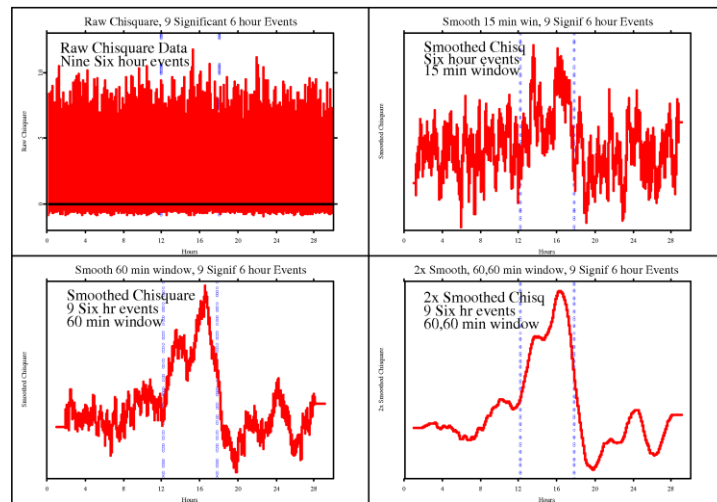 Raw Chisquare, 9 Significant 6 hour Events
Raw Chisquare Data
Nine Six hour events
Raw Chisquare
10
5
0
0 4 8 12 16 20 24 28
Hours
Smooth 15 min win, 9 Signif 6 hour Events
Smoothed Chisq
Six hour events
15 min window
Smoothed Chisquare
0 4 8 12 16 20 24 28
Hours
Smooth 60 min window, 9 Signif 6 hour Events
Smoothed Chisquare
9 Six hr events
60 min window
Smoothed Chisquare
0 4 8 12 16 20 24 28
Hours
2x Smooth, 60,60 min window, 9 Signif 6 hour Events
2x Smoothed Chisq
9 Six hr events
60,60 min window
2x Smoothed Chisquare
0 4 8 12 16 20 24 28
Hours